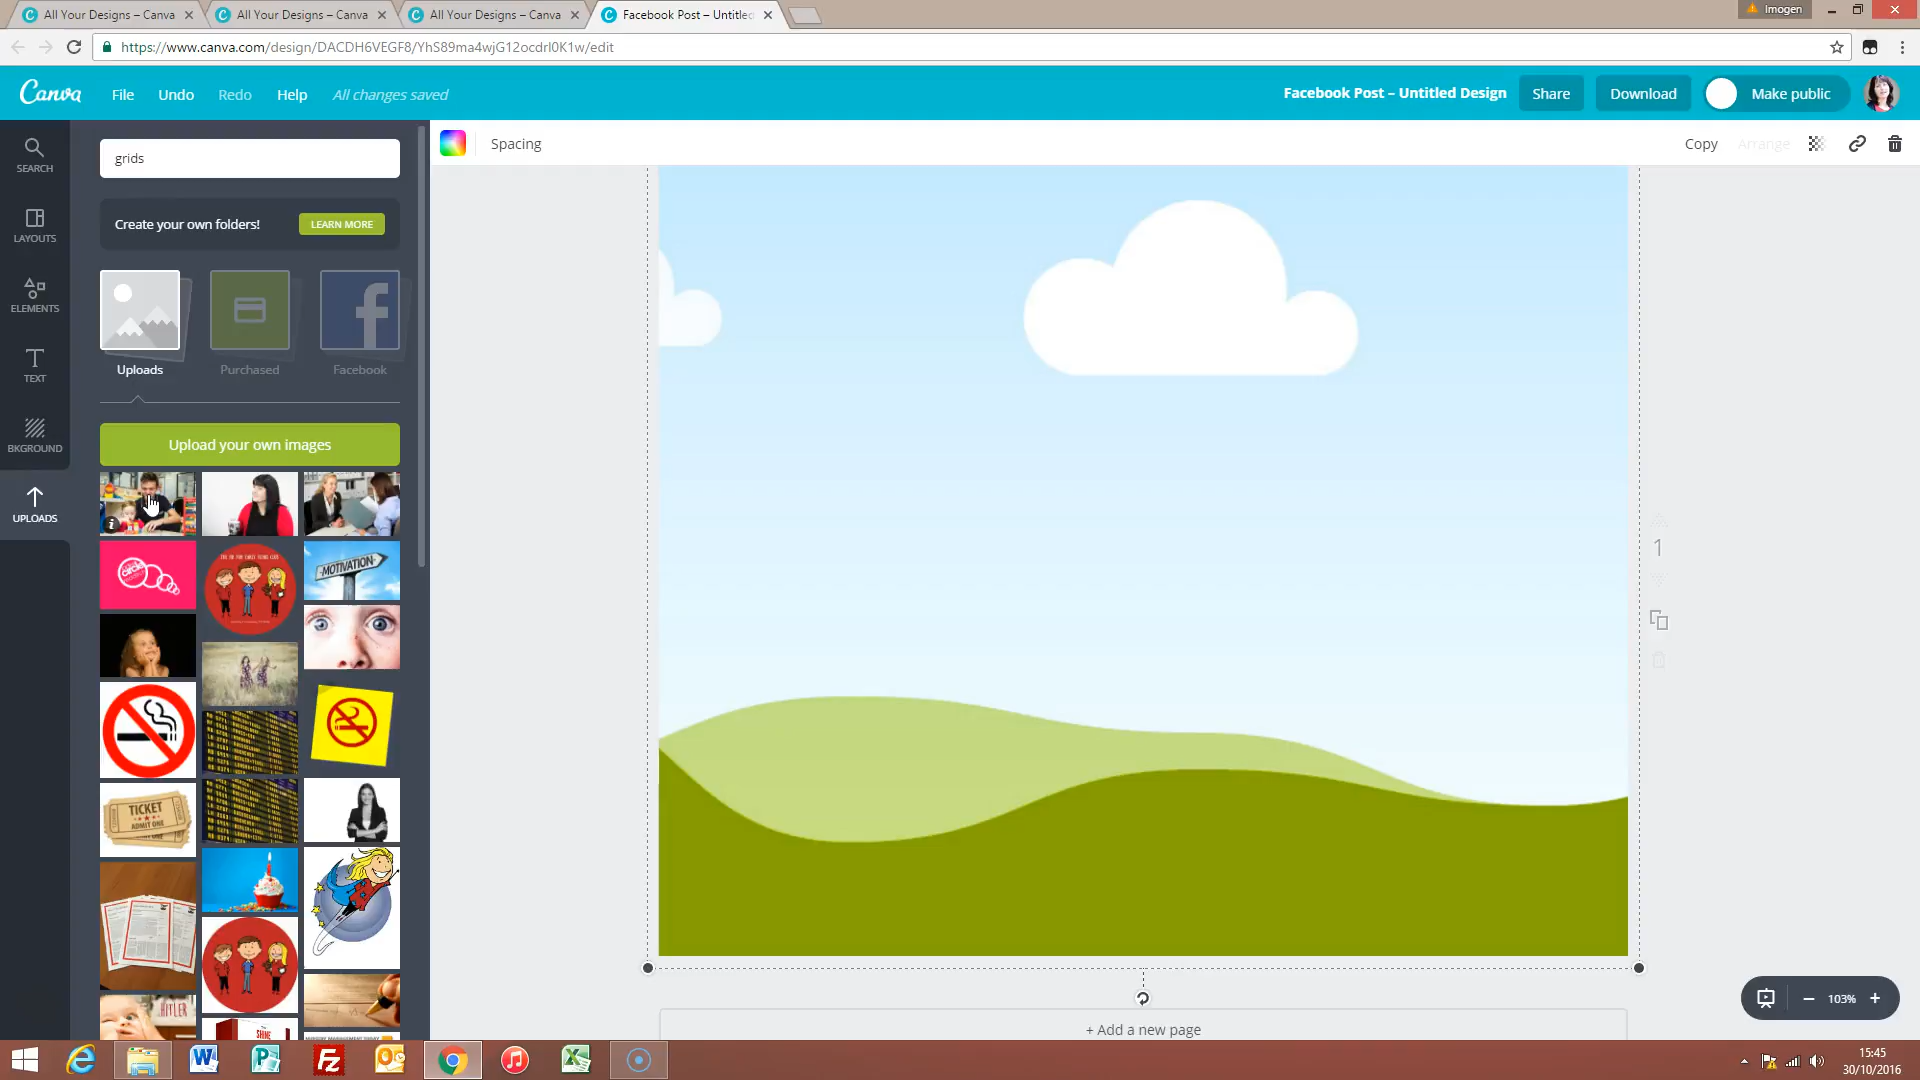 All Your Designs – Canva
All Your Designs – Canva
All Your Designs – Canva
Facebook Post – Untitled
Imogen
https://www.canva.com/design/DACDH6VEGF8/YhS89ma4wjG12ocdrI0K1w/edit
Canva
File
Undo
Redo
Help
All changes saved
Facebook Post – Untitled Design
Share
Download
Make public
SEARCH
LAYOUTS
ELEMENTS
TEXT
BKGROUND
UPLOADS
grids
Create your own folders!
LEARN MORE
Uploads
Purchased
Facebook
Upload your own images
MOTIVATION
TICKET
ADMIT ONE
HITLER
THE
SHINE
Spacing
Copy
Arrange
1
+ Add a new page
103%
15:45
30/10/2016